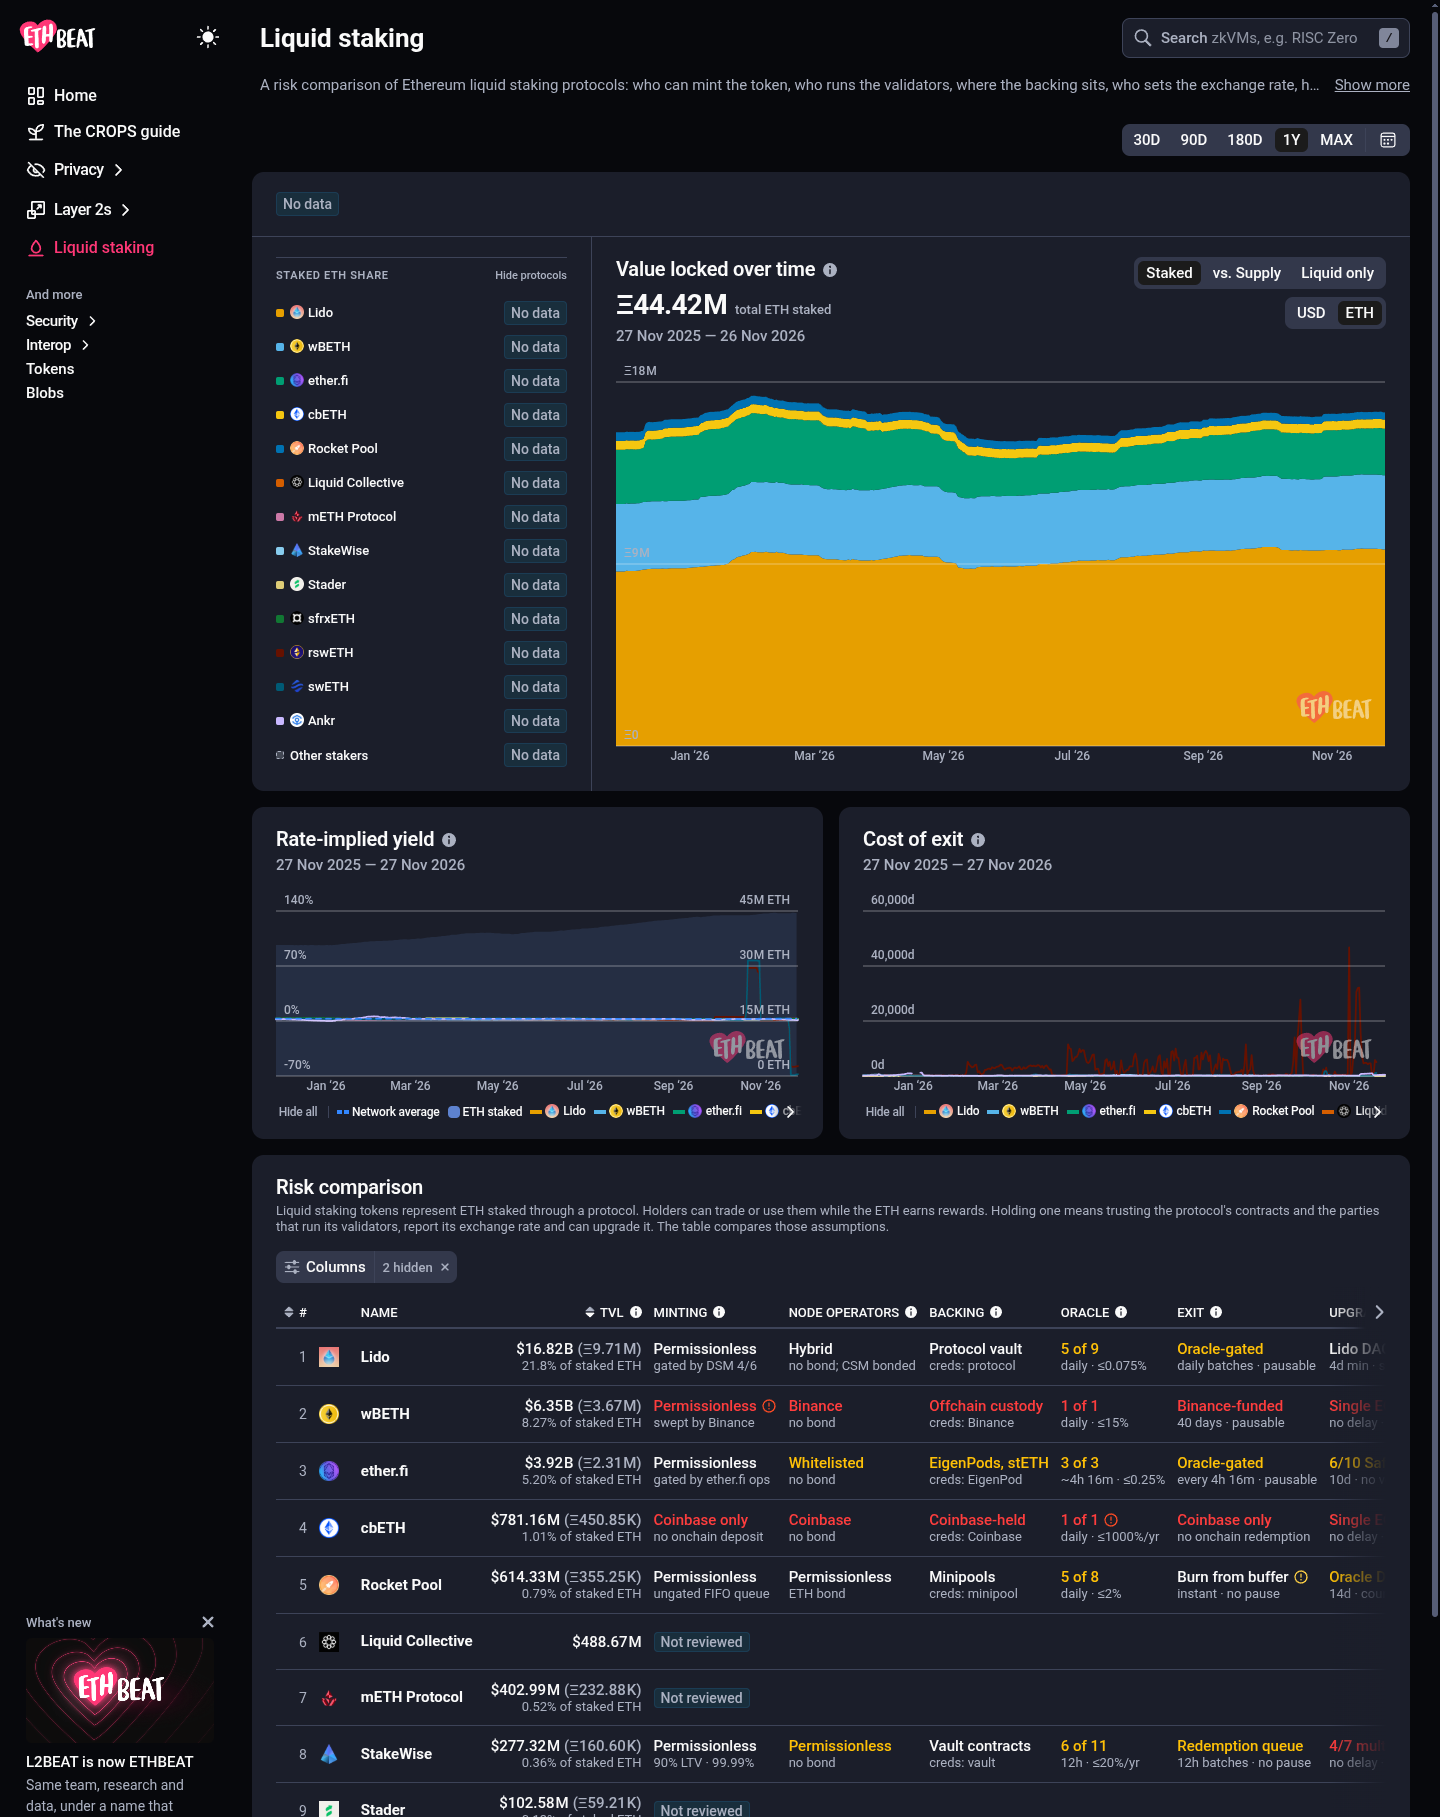 ETHBEAT
Liquid staking
Search zkVMs, e.g. RISC Zero /
A risk comparison of Ethereum liquid staking protocols: who can mint the token, who runs the validators, where the backing sits, who sets the exchange rate, h... Show more
Home
The CROPS guide
Privacy
Layer 2s
Liquid staking
And more
Security
Interop
Tokens
Blobs
30D 90D 180D 1Y MAX
No data
STAKED ETH SHARE Hide protocols
Lido No data
wBETH No data
ether.fi No data
cbETH No data
Rocket Pool No data
Liquid Collective No data
mETH Protocol No data
StakeWise No data
Stader No data
sfrxETH No data
rswETH No data
swETH No data
Ankr No data
Other stakers No data
Value locked over time
Staked vs. Supply Liquid only
Ξ44.42M total ETH staked
USD ETH
27 Nov 2025 — 26 Nov 2026
Ξ18M
Ξ9M
Ξ0
ETHBEAT
Jan ‘26 Mar ‘26 May ‘26 Jul ‘26 Sep ‘26 Nov ‘26
Rate-implied yield
27 Nov 2025 — 27 Nov 2026
140% 45M ETH
70% 30M ETH
0% 15M ETH
ETHBEAT
-70% 0 ETH
Jan ‘26 Mar ‘26 May ‘26 Jul ‘26 Sep ‘26 Nov ‘26
Hide all Network average ETH staked Lido wBETH ether.fi
Cost of exit
27 Nov 2025 — 27 Nov 2026
60,000d
40,000d
20,000d
ETHBEAT
0d
Jan ‘26 Mar ‘26 May ‘26 Jul ‘26 Sep ‘26 Nov ‘26
Hide all Lido wBETH ether.fi cbETH Rocket Pool Liquid
Risk comparison
Liquid staking tokens represent ETH staked through a protocol. Holders can trade or use them while the ETH earns rewards. Holding one means trusting the protocol's contracts and the parties
that run its validators, report its exchange rate and can upgrade it. The table compares those assumptions.
Columns 2 hidden
# NAME TVL MINTING NODE OPERATORS BACKING ORACLE EXIT UPGR
1 Lido $16.82B (Ξ9.71M) Permissionless Hybrid Protocol vault 5 of 9 Oracle-gated Lido DA
21.8% of staked ETH gated by DSM 4/6 no bond; CSM bonded creds: protocol daily · ≤0.075% daily batches · pausable 4d min ·
2 wBETH $6.35B (Ξ3.67M) Permissionless Binance Offchain custody 1 of 1 Binance-funded Single E
8.27% of staked ETH swept by Binance no bond creds: Binance daily · ≤15% 40 days · pausable no delay
3 ether.fi $3.92B (Ξ2.31M) Permissionless Whitelisted EigenPods, stETH 3 of 3 Oracle-gated 6/10 Sa
5.20% of staked ETH gated by ether.fi ops no bond creds: EigenPod ~4h 16m · ≤0.25% every 4h 16m · pausable 10d · no
4 cbETH $781.16M (Ξ450.85K) Coinbase only Coinbase Coinbase-held 1 of 1 Coinbase only Single E
1.01% of staked ETH no onchain deposit no bond creds: Coinbase daily · ≤1000%/yr no onchain redemption no delay
5 Rocket Pool $614.33M (Ξ355.25K) Permissionless Permissionless Minipools 5 of 8 Burn from buffer Oracle D
0.79% of staked ETH ungated FIFO queue ETH bond creds: minipool daily · ≤2% instant · no pause 14d · cou
6 Liquid Collective $488.67M Not reviewed
7 mETH Protocol $402.99M (Ξ232.88K) Not reviewed
0.52% of staked ETH
8 StakeWise $277.32M (Ξ160.60K) Permissionless Permissionless Vault contracts 6 of 11 Redemption queue 4/7 mu
0.36% of staked ETH 90% LTV · 99.99% no bond creds: vault 12h · ≤20%/yr 12h batches · no pause no delay
9 Stader $102.58M (Ξ59.21K) Not reviewed
What's new
ETHBEAT
L2BEAT is now ETHBEAT
Same team, research and
data, under a name that